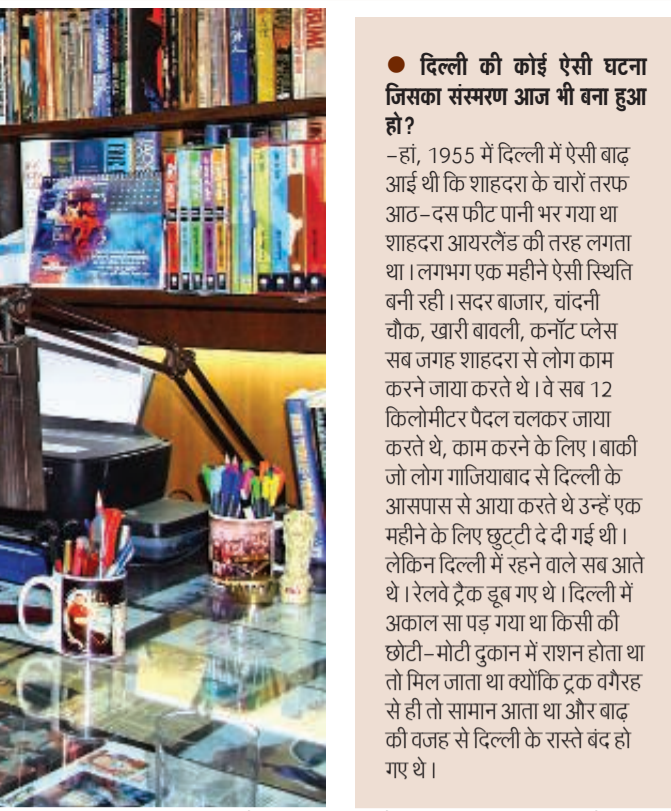 ● दिल्ली की कोई ऐसी घटना
जिसका संस्मरण आज भी बना हुआ
हो?
–हां, 1955 में दिल्ली में ऐसी बाढ़
आई थी कि शाहदरा के चारों तरफ
आठ–दस फीट पानी भर गया था
शाहदरा आयरलैंड की तरह लगता
था।लगभग एक महीने ऐसी स्थिति
बनी रही।सदर बाजार, चांदनी
चौक, खारी बावली, कनॉट प्लेस
सब जगह शाहदरा से लोग काम
करने जाया करते थे।वे सब 12
किलोमीटर पैदल चलकर जाया
करते थे, काम करने के लिए।बाकी
जो लोग गाजियाबाद से दिल्ली के
आसपास से आया करते थे उन्हें एक
महीने के लिए छुट्टी दे दी गई थी।
लेकिन दिल्ली में रहने वाले सब आते
थे।रेलवे ट्रैक डूब गए थे।दिल्ली में
अकाल सा पड़ गया था किसी की
छोटी–मोटी दुकान में राशन होता था
तो मिल जाता था क्योंकि ट्रक वगैरह
से ही तो सामान आता था और बाढ़
की वजह से दिल्ली के रास्ते बंद हो
गए थे।